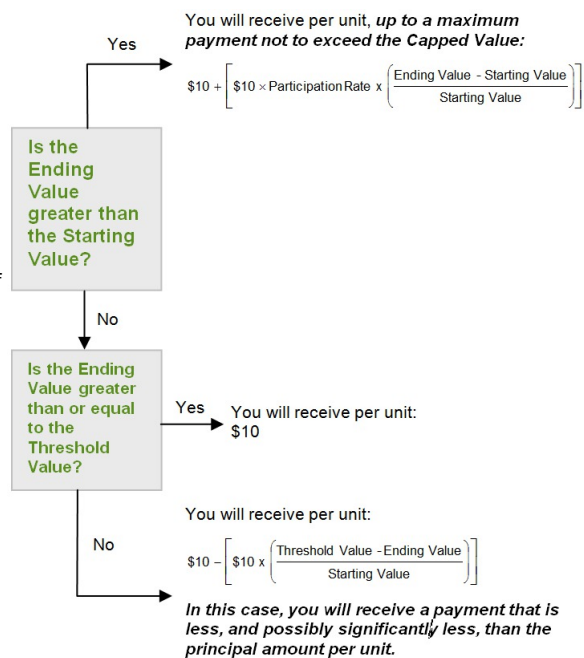 Yes
You will receive per unit, up to a maximum
payment not to exceed the Capped Value:
$10 + [ $10 × Participation Rate x ( Ending Value - Starting Value / Starting Value ) ]
Is the
Ending
Value
greater than
the Starting
Value?
No
Is the Ending
Value greater
than or equal
to the
Threshold
Value?
Yes
You will receive per unit:
$10
No
You will receive per unit:
$10 – [ $10 x ( Threshold Value - Ending Value / Starting Value ) ]
In this case, you will receive a payment that is
less, and possibly significantly less, than the
principal amount per unit.